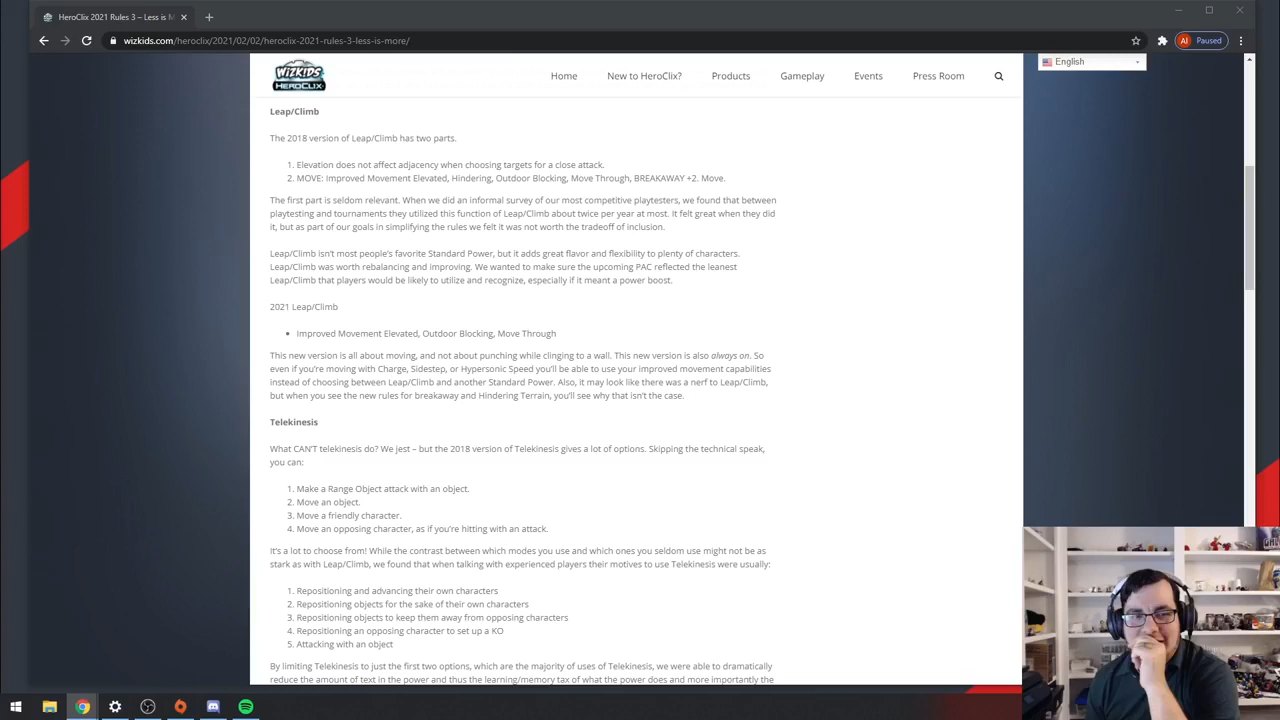 HeroClix 2021 Rules 3 – Less is M
wizkids.com/heroclix/2021/02/02/heroclix-2021-rules-3-less-is-more/
AI Paused
WIZKIDS
HEROCLIX
Home New to HeroClix? Products Gameplay Events Press Room
English
Leap/Climb
The 2018 version of Leap/Climb has two parts.
1. Elevation does not affect adjacency when choosing targets for a close attack.
2. MOVE: Improved Movement Elevated, Hindering, Outdoor Blocking, Move Through, BREAKAWAY +2. Move.
The first part is seldom relevant. When we did an informal survey of our most competitive playtesters, we found that between
playtesting and tournaments they utilized this function of Leap/Climb about twice per year at most. It felt great when they did
it, but as part of our goals in simplifying the rules we felt it was not worth the tradeoff of inclusion.
Leap/Climb isn't most people's favorite Standard Power, but it adds great flavor and flexibility to plenty of characters.
Leap/Climb was worth rebalancing and improving. We wanted to make sure the upcoming PAC reflected the leanest
Leap/Climb that players would be likely to utilize and recognize, especially if it meant a power boost.
2021 Leap/Climb
• Improved Movement Elevated, Outdoor Blocking, Move Through
This new version is all about moving, and not about punching while clinging to a wall. This new version is also always on. So
even if you're moving with Charge, Sidestep, or Hypersonic Speed you'll be able to use your improved movement capabilities
instead of choosing between Leap/Climb and another Standard Power. Also, it may look like there was a nerf to Leap/Climb,
but when you see the new rules for breakaway and Hindering Terrain, you'll see why that isn't the case.
Telekinesis
What CAN'T telekinesis do? We jest – but the 2018 version of Telekinesis gives a lot of options. Skipping the technical speak,
you can:
1. Make a Range Object attack with an object.
2. Move an object.
3. Move a friendly character.
4. Move an opposing character, as if you're hitting with an attack.
It's a lot to choose from! While the contrast between which modes you use and which ones you seldom use might not be as
stark as with Leap/Climb, we found that when talking with experienced players their motives to use Telekinesis were usually:
1. Repositioning and advancing their own characters
2. Repositioning objects for the sake of their own characters
3. Repositioning objects to keep them away from opposing characters
4. Repositioning an opposing character to set up a KO
5. Attacking with an object
By limiting Telekinesis to just the first two options, which are the majority of uses of Telekinesis, we were able to dramatically
reduce the amount of text in the power and thus the learning/memory tax of what the power does and more importantly the